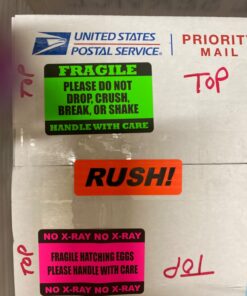 UNITED STATES
POSTAL SERVICE®
PRIORITY
MAIL
TOP
TOP
FRAGILE
PLEASE DO NOT
DROP, CRUSH,
BREAK, OR SHAKE
HANDLE WITH CARE
RUSH!
NO X-RAY NO X-RAY
FRAGILE HATCHING EGGS
PLEASE HANDLE WITH CARE
NO X-RAY NO X-RAY
TOP
TOP